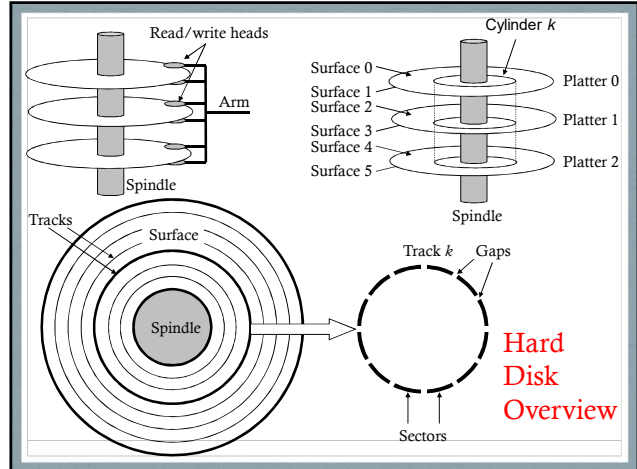 Read/write heads
Arm
Spindle
Cylinder k
Surface 0
Surface 1
Surface 2
Surface 3
Surface 4
Surface 5
Platter 0
Platter 1
Platter 2
Spindle
Tracks
Surface
Spindle
Track k
Gaps
Sectors
Hard
Disk
Overview